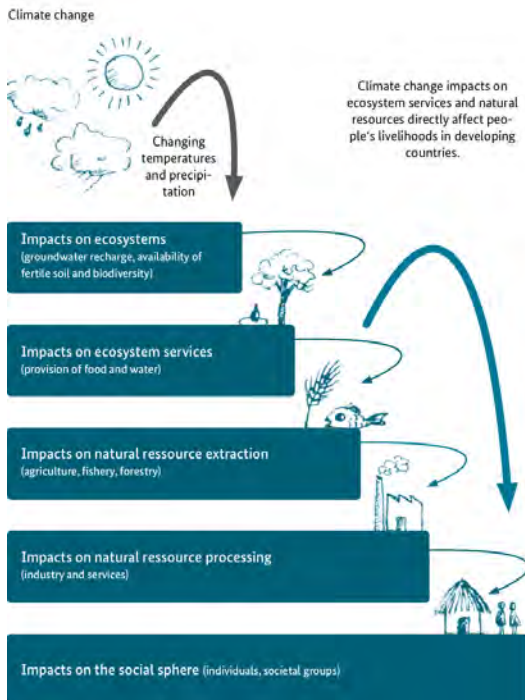 Climate change
Climate change impacts on
ecosystem services and natural
resources directly affect peo-
ple's livelihoods in developing
countries.
Changing
temperatures
and precipi-
tation
Impacts on ecosystems
(groundwater recharge, availability of
fertile soil and biodiversity)
Impacts on ecosystem services
(provision of food and water)
Impacts on natural ressource extraction
(agriculture, fishery, forestry)
Impacts on natural ressource processing
(industry and services)
Impacts on the social sphere (individuals, societal groups)